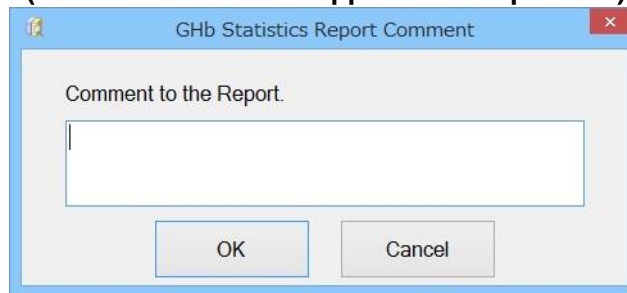 GHb Statistics Report Comment
Comment to the Report.
OK
Cancel